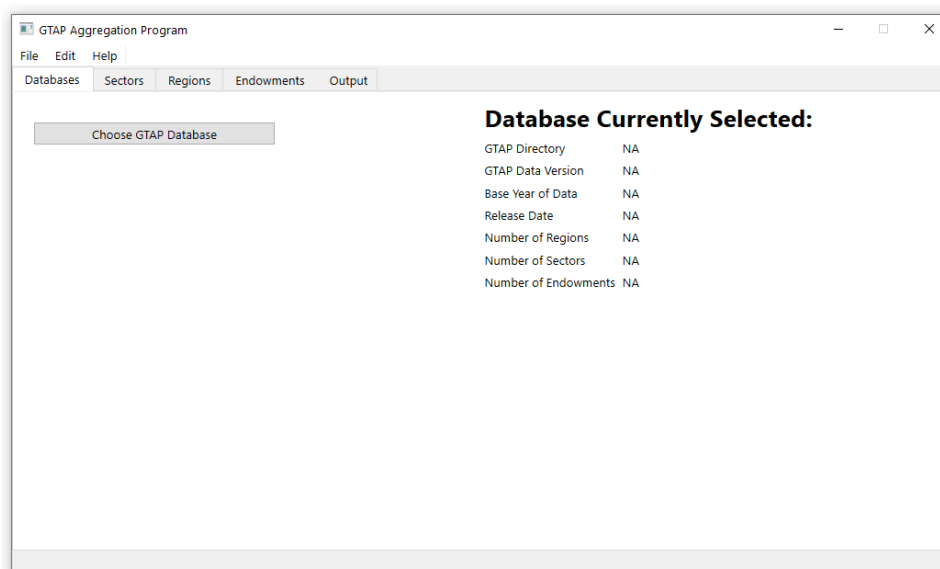 GTAP Aggregation Program
File Edit Help
Databases Sectors Regions Endowments Output
Choose GTAP Database
Database Currently Selected:
GTAP Directory NA
GTAP Data Version NA
Base Year of Data NA
Release Date NA
Number of Regions NA
Number of Sectors NA
Number of Endowments NA